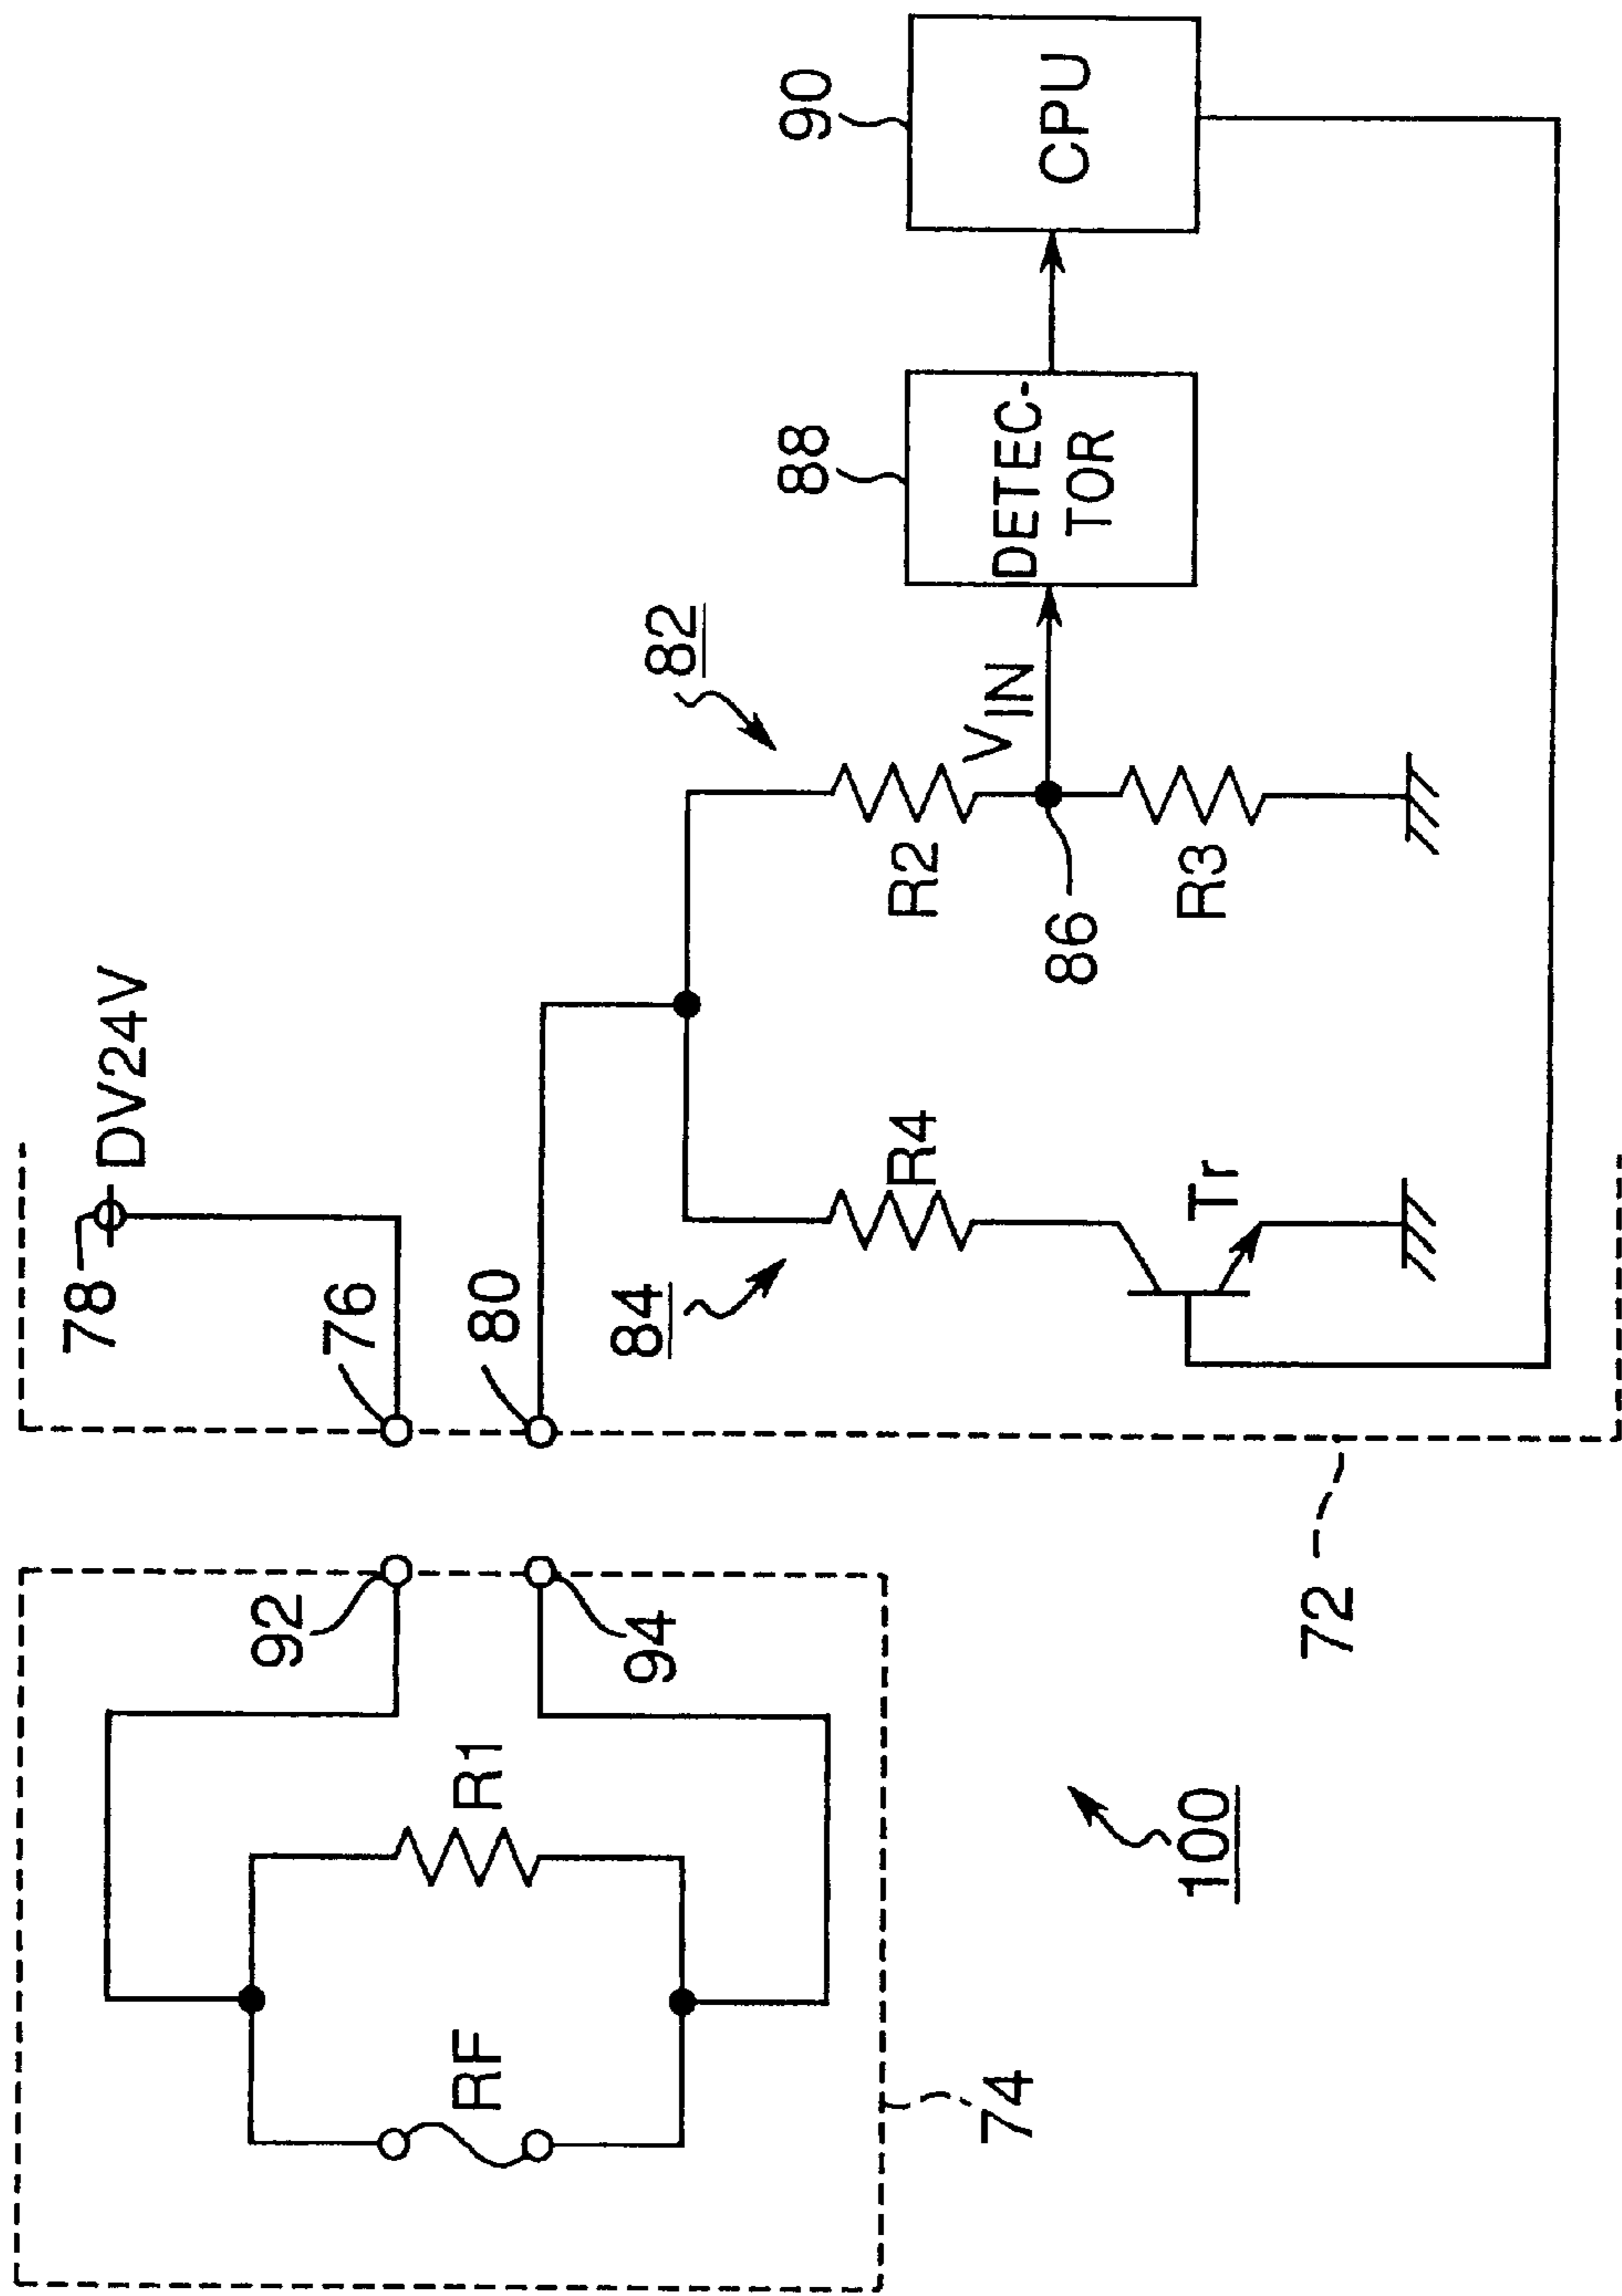 78
DV24V
76
80
92
94
R1
RF
74
100
72
84
R4
Tr
82
R2
VIN
86
R3
88
DETEC-
TOR
90
CPU